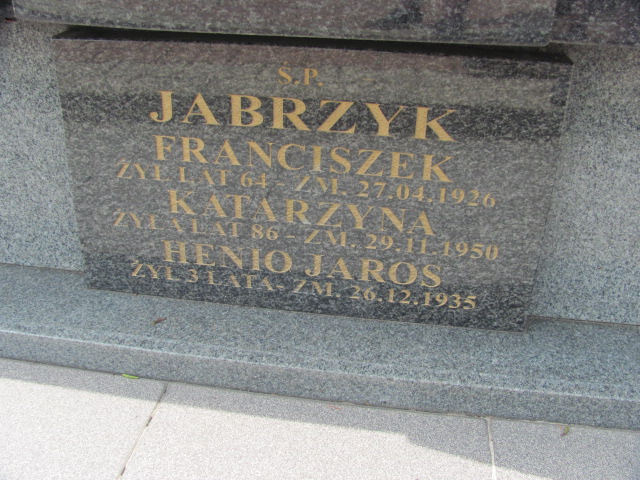 Ś.P.
JABRZYK
FRANCISZEK
ŻYŁ LAT 64 - ZM. 27.04.1926
KATARZYNA
ŻYŁA LAT 86 - ZM. 29.11.1950
HENIO JAROS
ŻYŁ 3 LATA - ZM. 26.12.1935